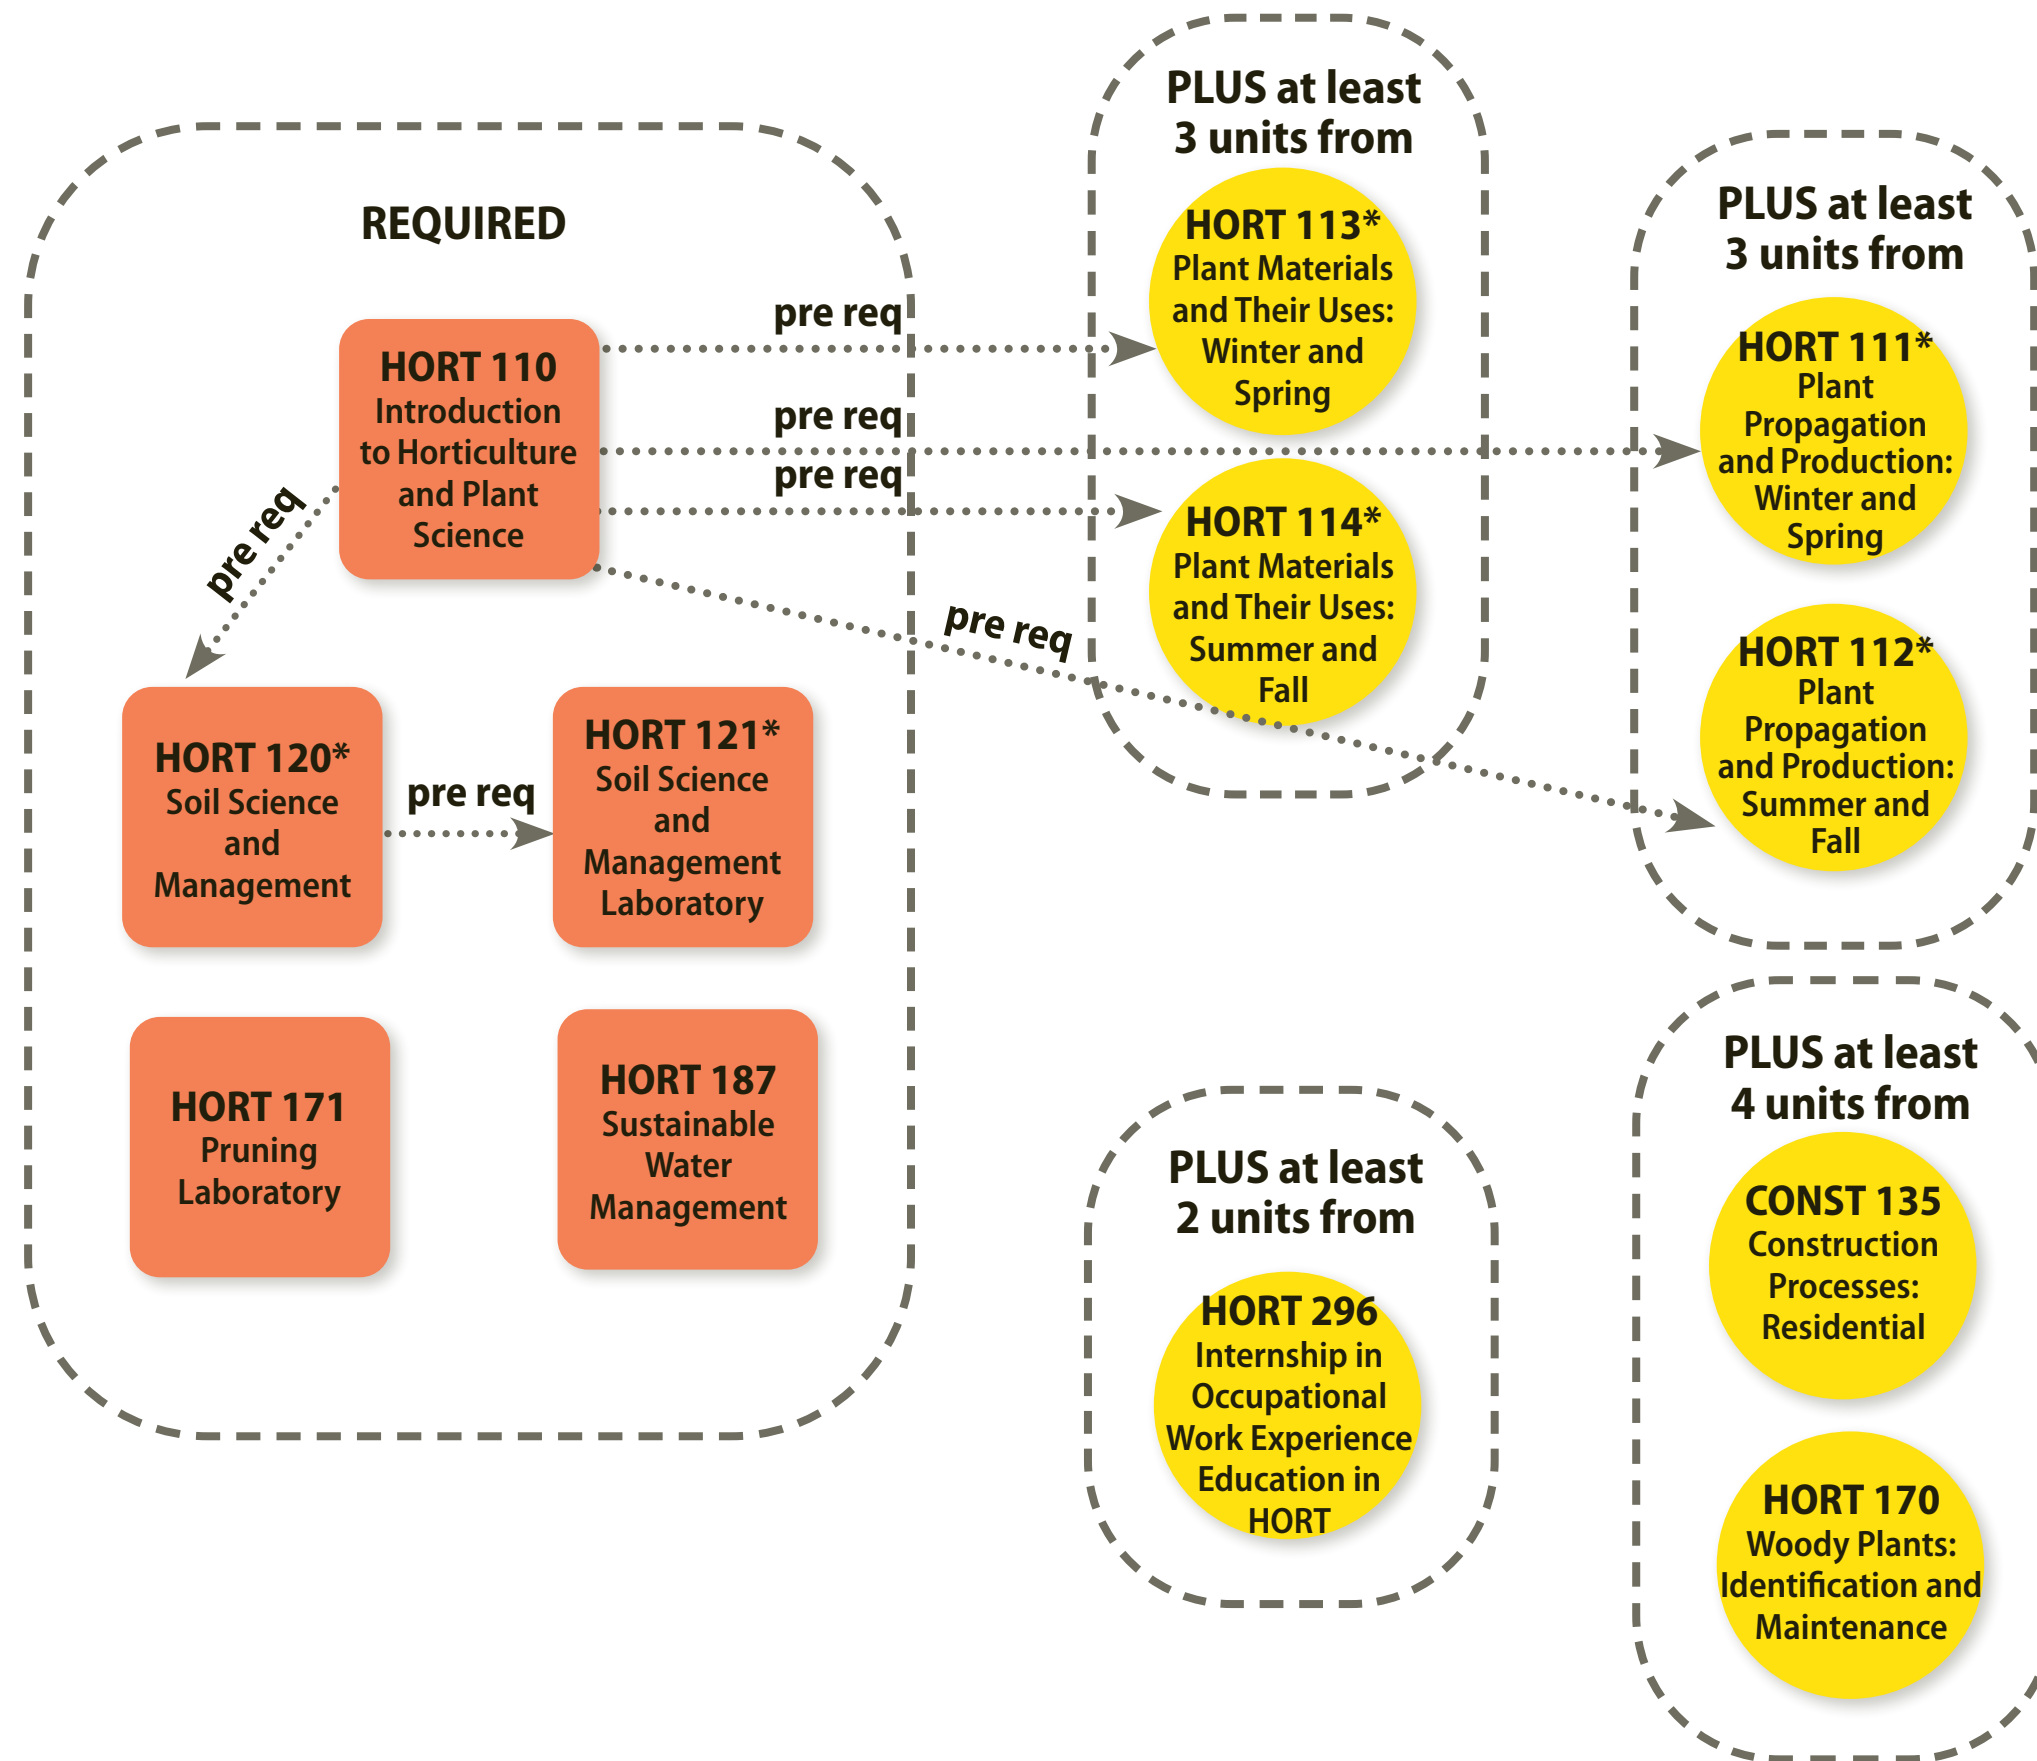 REQUIRED
HORT 110
Introduction
to Horticulture
and Plant
Science
pre req
pre req
pre req
pre req
pre req
HORT 120*
Soil Science
and
Management
pre req
HORT 121*
Soil Science
and
Management
Laboratory
HORT 171
Pruning
Laboratory
HORT 187
Sustainable
Water
Management
PLUS at least
3 units from
HORT 113*
Plant Materials
and Their Uses:
Winter and
Spring
HORT 114*
Plant Materials
and Their Uses:
Summer and
Fall
PLUS at least
3 units from
HORT 111*
Plant
Propagation
and Production:
Winter and
Spring
HORT 112*
Plant
Propagation
and Production:
Summer and
Fall
PLUS at least
2 units from
HORT 296
Internship in
Occupational
Work Experience
Education in
HORT
PLUS at least
4 units from
CONST 135
Construction
Processes:
Residential
HORT 170
Woody Plants:
Identification and
Maintenance